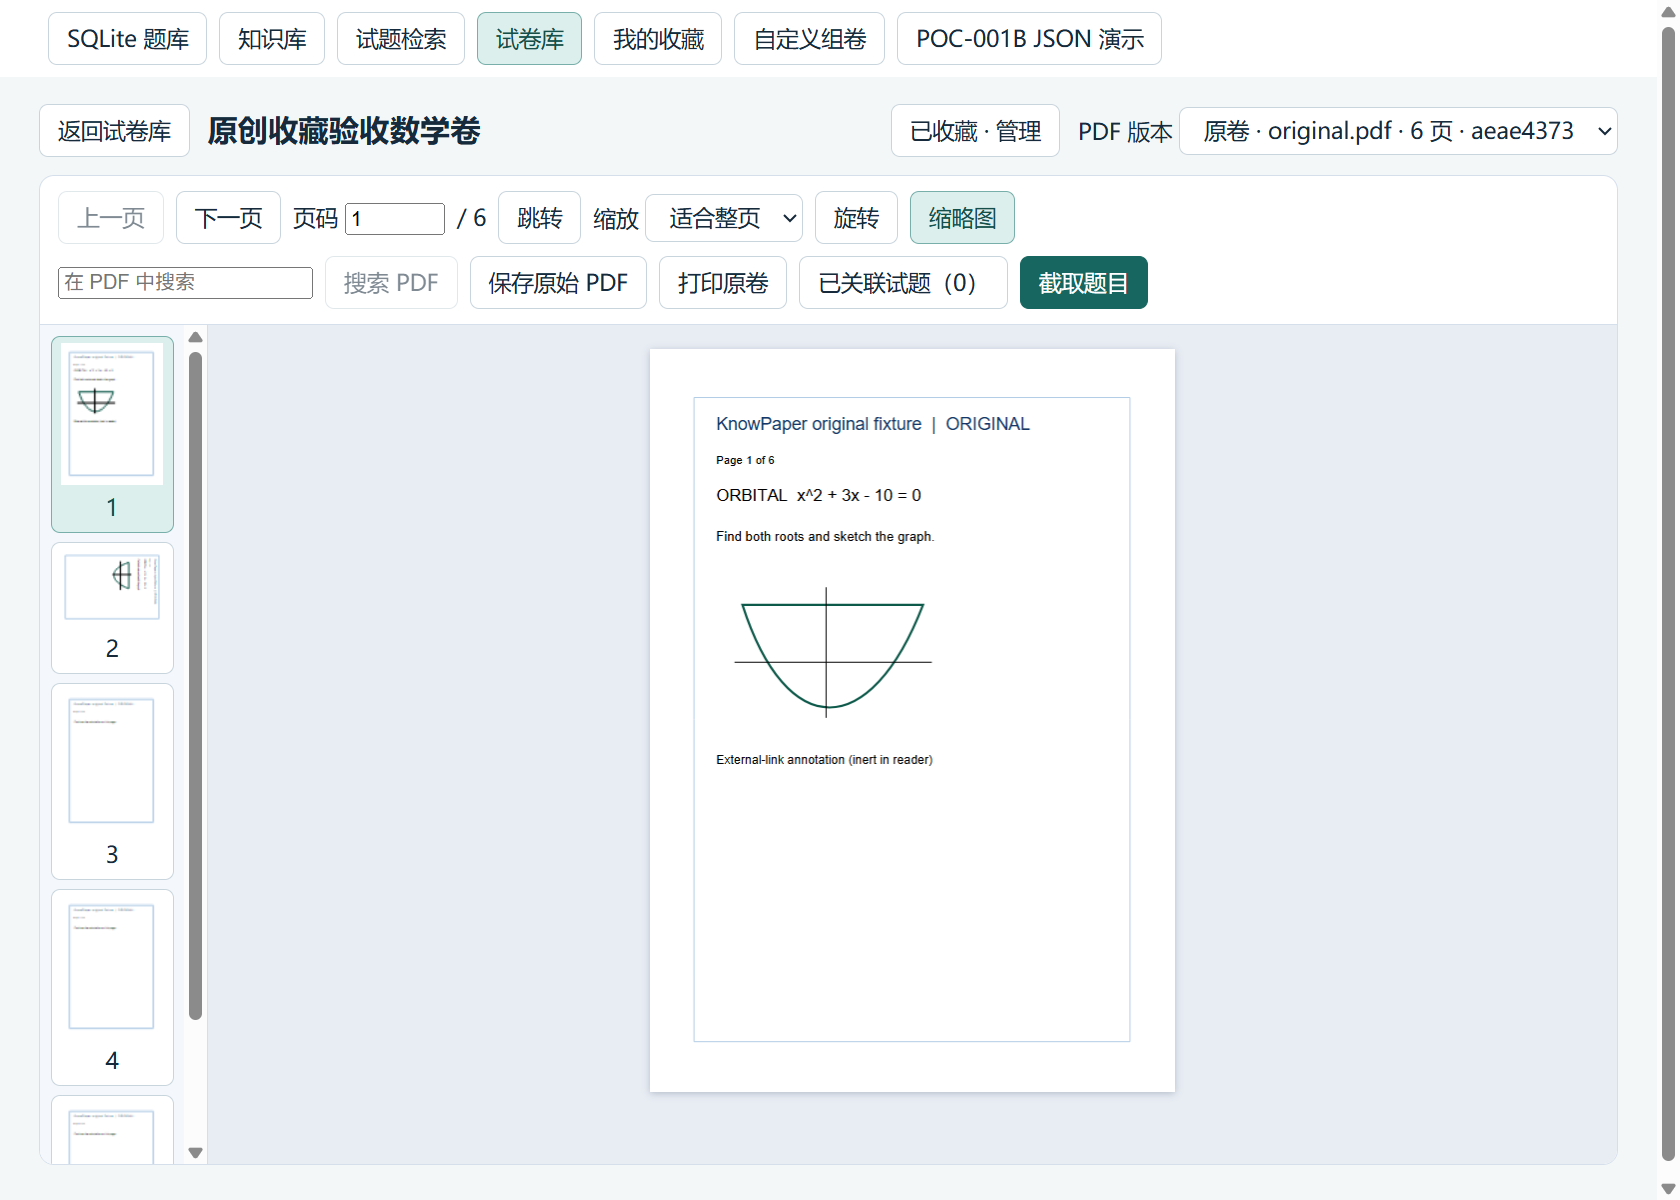 SQLite 题库 知识库 试题检索 试卷库 我的收藏 自定义组卷 POC-001B JSON 演示
返回试卷库 原创收藏验收数学卷 已收藏 · 管理 PDF 版本 原卷 · original.pdf · 6 页 · aeae4373
上一页 下一页 页码 1 / 6 跳转 缩放 适合整页 旋转 缩略图
在 PDF 中搜索 搜索 PDF 保存原始 PDF 打印原卷 已关联试题（0） 截取题目
1
2
3
4
KnowPaper original fixture | ORIGINAL
Page 1 of 6
ORBITAL x^2 + 3x - 10 = 0
Find both roots and sketch the graph.
External-link annotation (inert in reader)